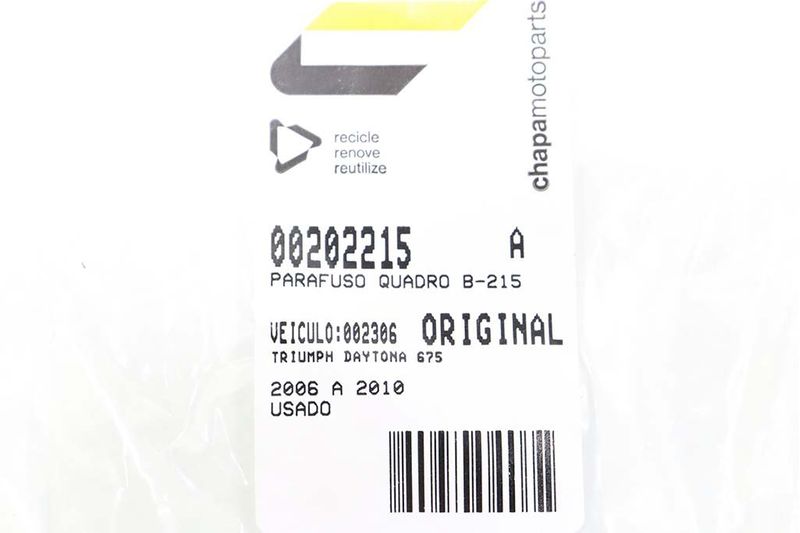 chapamotoparts
recicle
renove
reutilize
00202215 A
PARAFUSO QUADRO B-215
VEICULO:002306 ORIGINAL
TRIUMPH DAYTONA 675
2006 A 2010
USADO